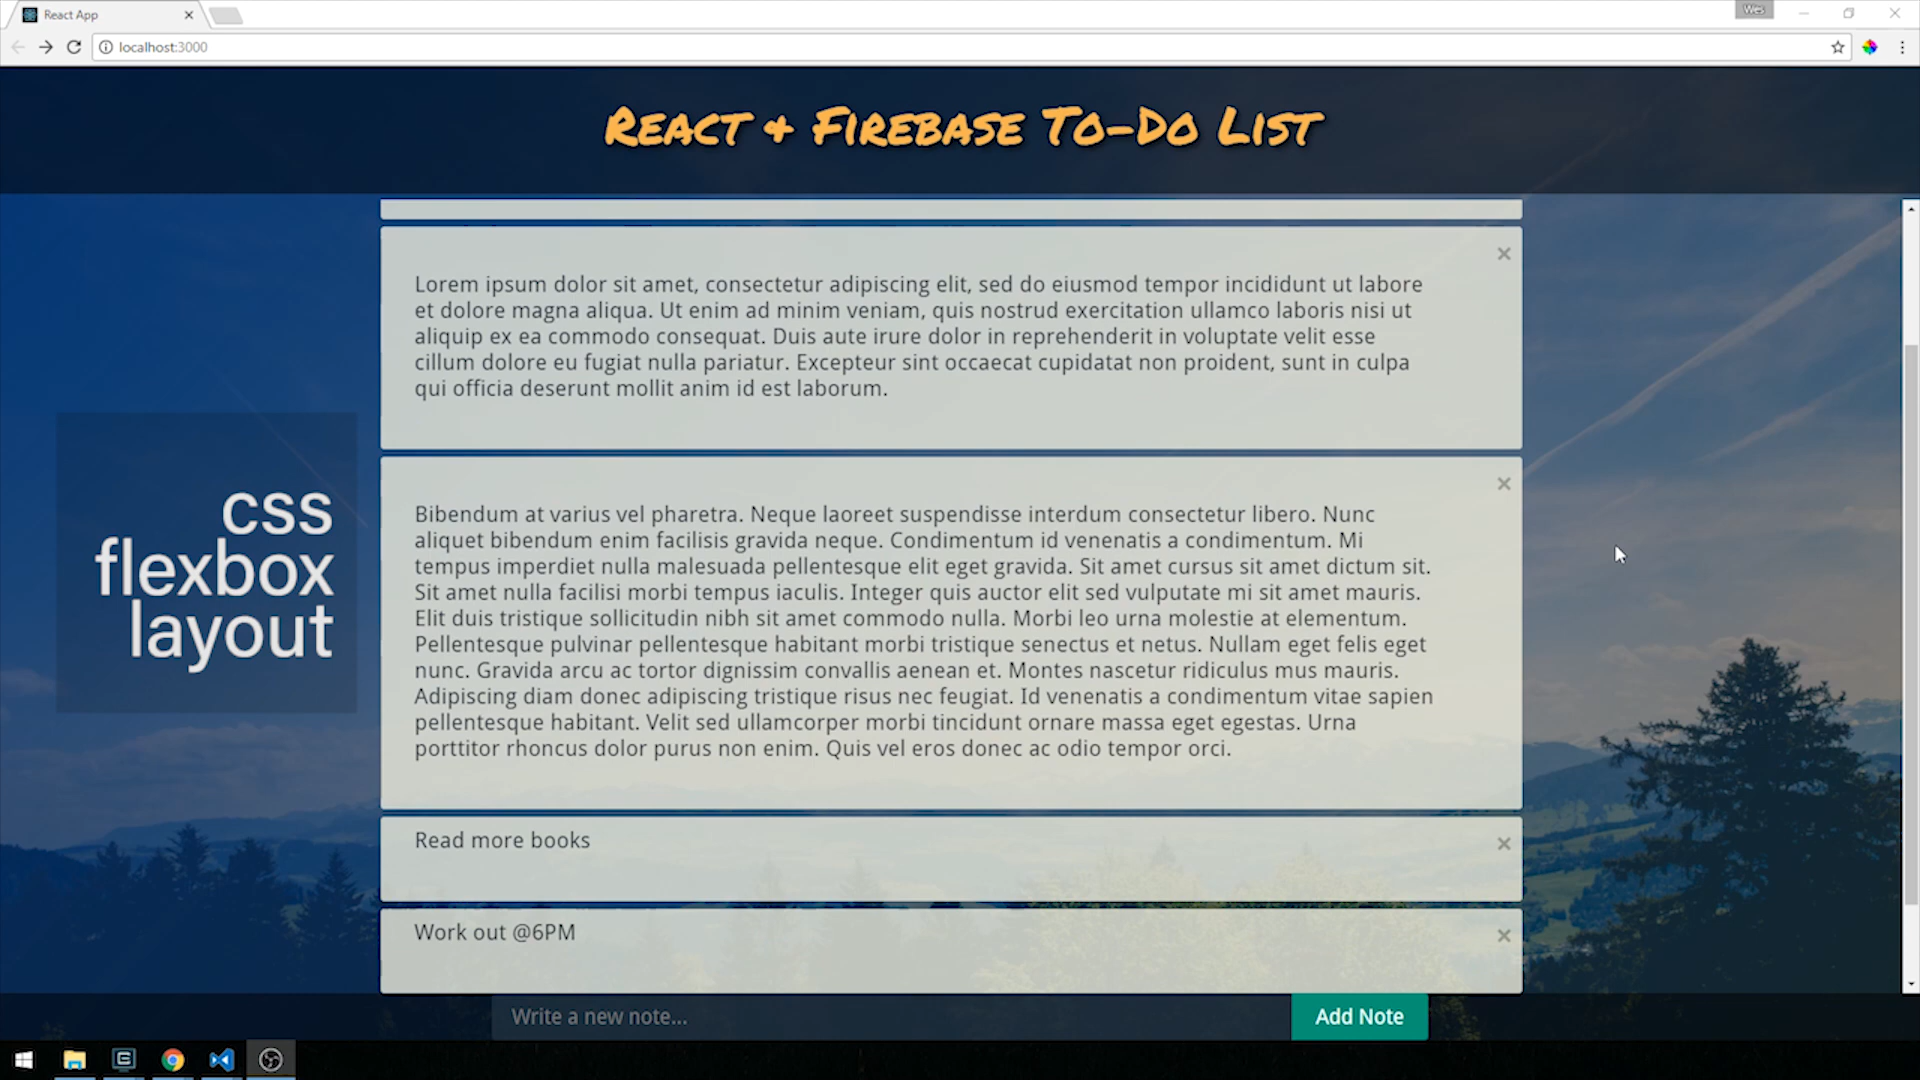 React App
Wes
localhost:3000
React & Firebase To-Do List
Lorem ipsum dolor sit amet, consectetur adipiscing elit, sed do eiusmod tempor incididunt ut labore
et dolore magna aliqua. Ut enim ad minim veniam, quis nostrud exercitation ullamco laboris nisi ut
aliquip ex ea commodo consequat. Duis aute irure dolor in reprehenderit in voluptate velit esse
cillum dolore eu fugiat nulla pariatur. Excepteur sint occaecat cupidatat non proident, sunt in culpa
qui officia deserunt mollit anim id est laborum.
css
flexbox
layout
Bibendum at varius vel pharetra. Neque laoreet suspendisse interdum consectetur libero. Nunc
aliquet bibendum enim facilisis gravida neque. Condimentum id venenatis a condimentum. Mi
tempus imperdiet nulla malesuada pellentesque elit eget gravida. Sit amet cursus sit amet dictum sit.
Sit amet nulla facilisi morbi tempus iaculis. Integer quis auctor elit sed vulputate mi sit amet mauris.
Elit duis tristique sollicitudin nibh sit amet commodo nulla. Morbi leo urna molestie at elementum.
Pellentesque pulvinar pellentesque habitant morbi tristique senectus et netus. Nullam eget felis eget
nunc. Gravida arcu ac tortor dignissim convallis aenean et. Montes nascetur ridiculus mus mauris.
Adipiscing diam donec adipiscing tristique risus nec feugiat. Id venenatis a condimentum vitae sapien
pellentesque habitant. Velit sed ullamcorper morbi tincidunt ornare massa eget egestas. Urna
porttitor rhoncus dolor purus non enim. Quis vel eros donec ac odio tempor orci.
Read more books
Work out @6PM
Write a new note...
Add Note